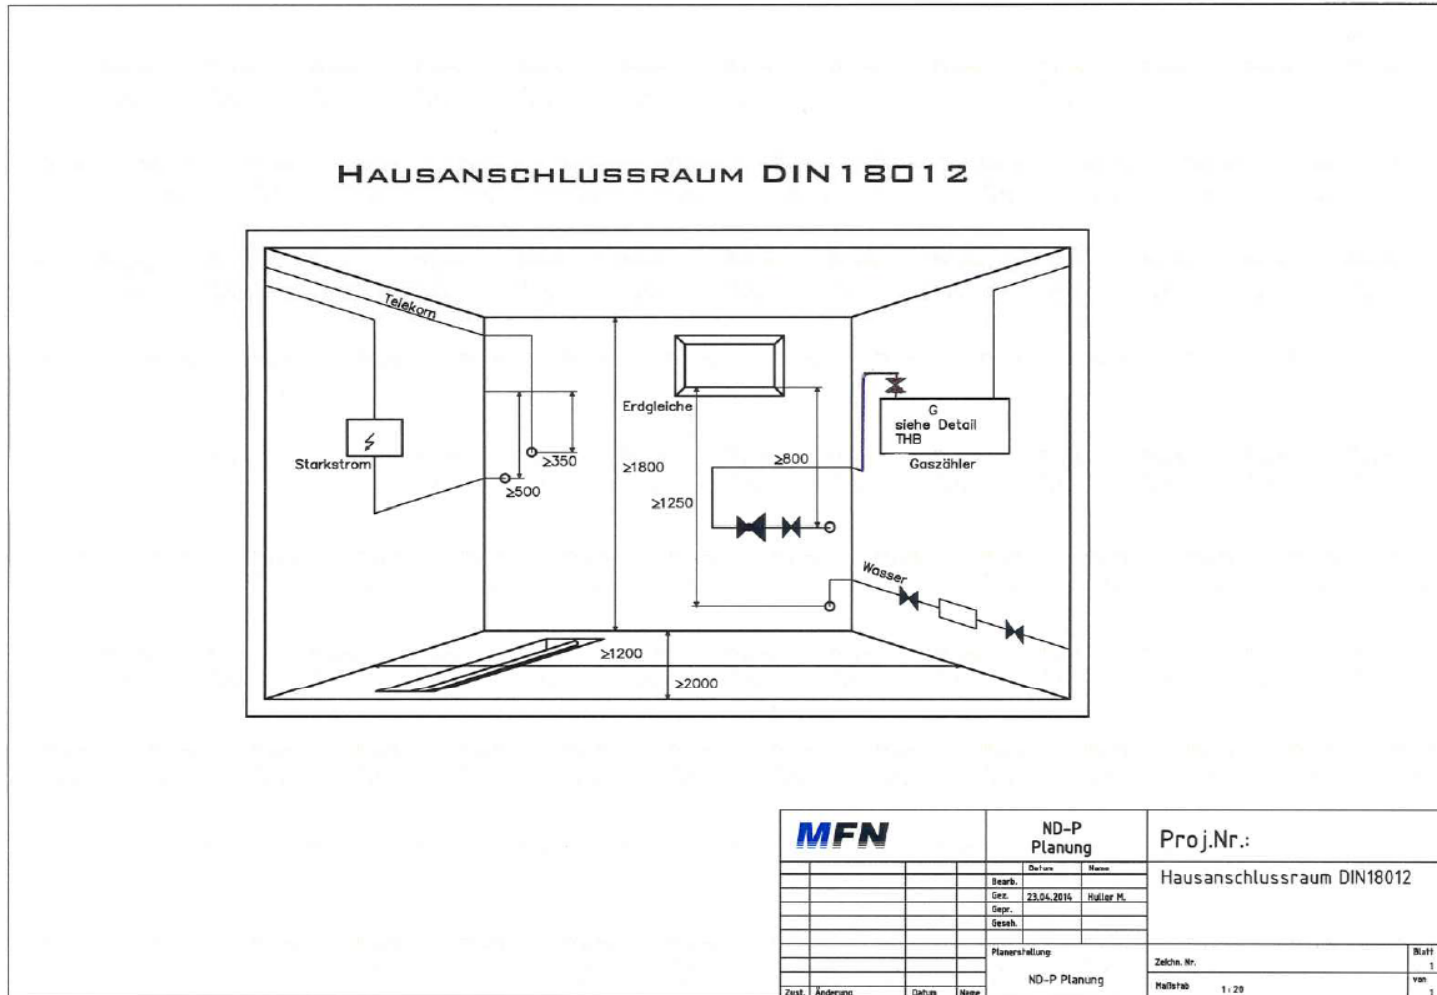 HAUSANSCHLUSSRAUM DIN18012
Telekom
Starkstrom
≥350
≥500
Erdgleiche
≥1800
≥1250
≥800
G
siehe Detail
THB
Gaszähler
Wasser
≥1200
≥2000
MFN
ND-P
Planung
Proj.Nr.:
Datum Name
Bearb.
Gez. 23.04.2014 Huller M.
Gepr.
Geseh.
Hausanschlussraum DIN18012
Planerstellung:
ND-P Planung
Zeichn. Nr.
Blatt
1
Maßstab 1:20
von
1
Zust. Änderung Datum Name